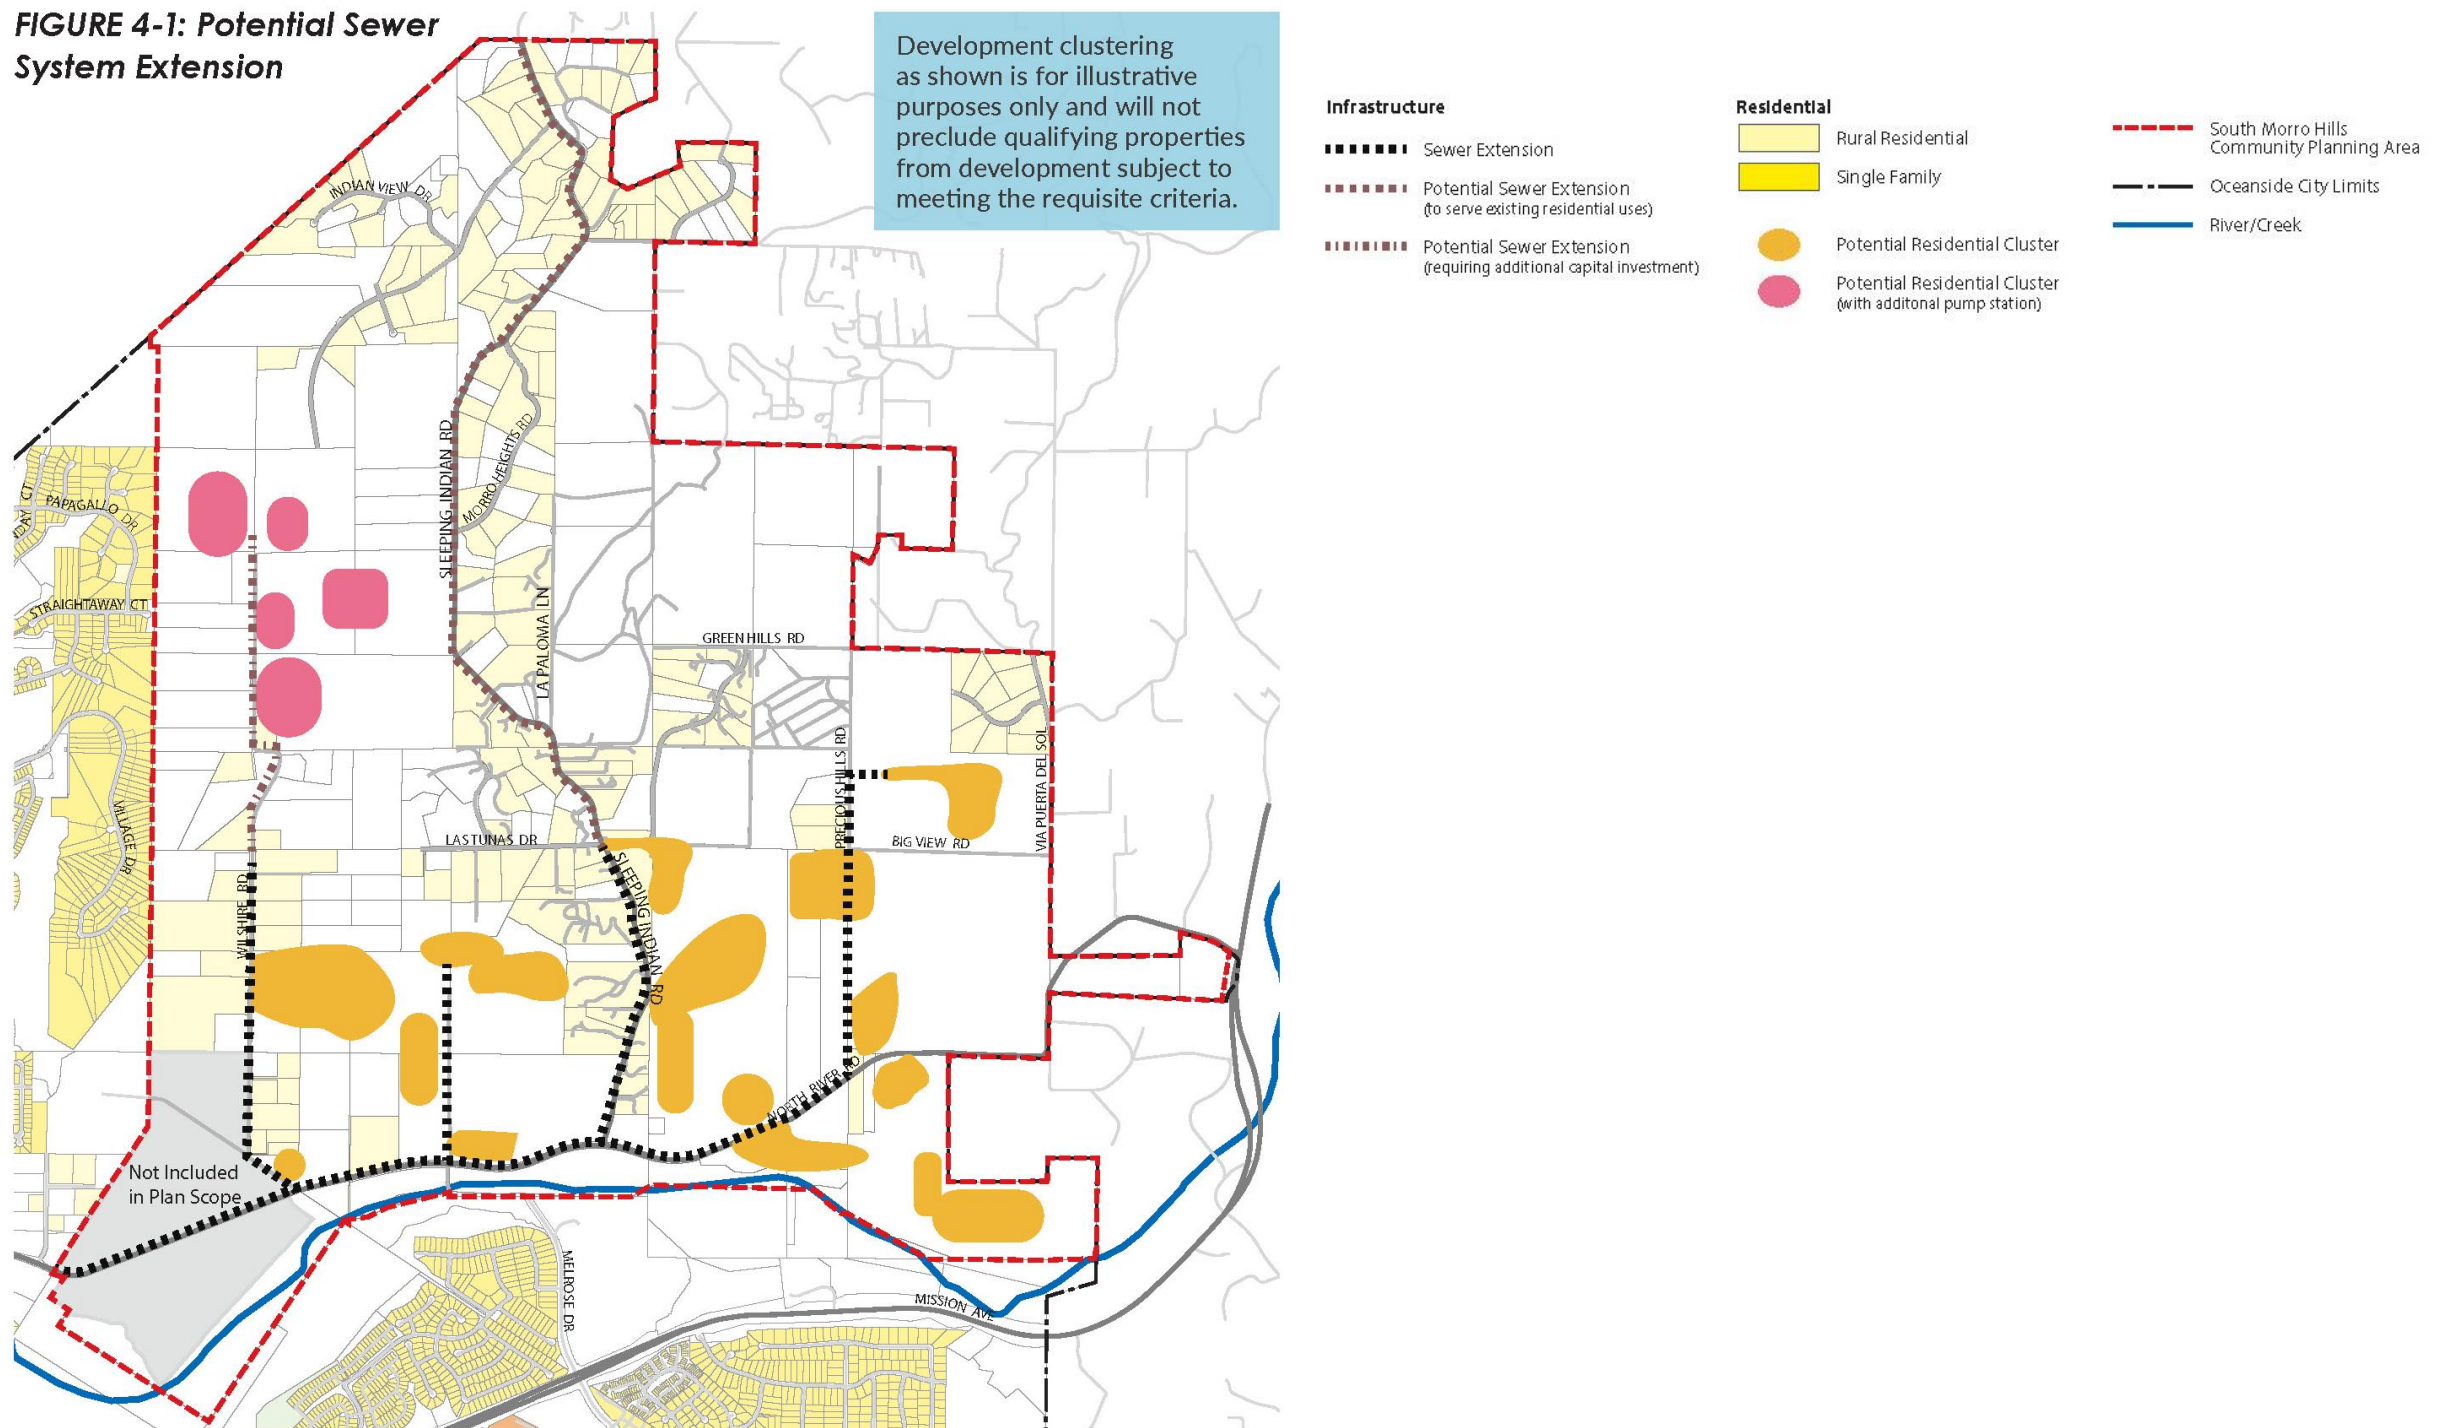 FIGURE 4-1: Potential Sewer
System Extension
Development clustering
as shown is for illustrative
purposes only and will not
preclude qualifying properties
from development subject to
meeting the requisite criteria.
Infrastructure
Sewer Extension
Potential Sewer Extension
(to serve existing residential uses)
Potential Sewer Extension
(requiring additional capital investment)
Residential
Rural Residential
Single Family
Potential Residential Cluster
Potential Residential Cluster
(with additonal pump station)
South Morro Hills
Community Planning Area
Oceanside City Limits
River/Creek
INDIAN VIEW DR
SLEEPING INDIAN RD
MORRO HEIGHTS RD
CT
PAPAGALLO DR
STRAIGHTAWAY CT
LA PALOMA LN
GREEN HILLS RD
PRECIOUS HILLS RD
VIA PUERTA DEL SOL
VILLAGE DR
LAS TUNAS DR
BIG VIEW RD
SLEEPING INDIAN RD
WILSHIRE RD
NORTH RIVER RD
Not Included
in Plan Scope
MELROSE DR
MISSION AVE